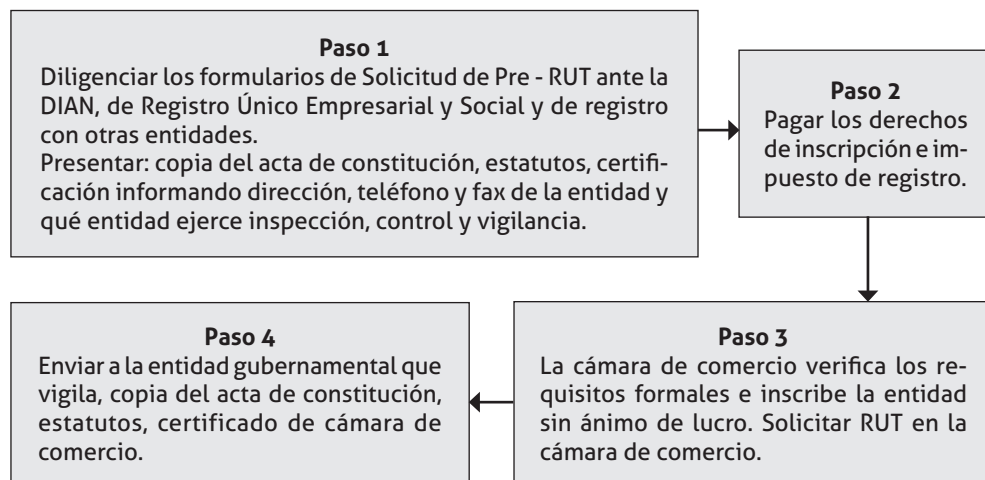 Paso 1
Diligenciar los formularios de Solicitud de Pre - RUT ante la
DIAN, de Registro Único Empresarial y Social y de registro
con otras entidades.
Presentar: copia del acta de constitución, estatutos, certifi-
cación informando dirección, teléfono y fax de la entidad y
qué entidad ejerce inspección, control y vigilancia.
Paso 2
Pagar los derechos
de inscripción e im-
puesto de registro.
Paso 3
La cámara de comercio verifica los re-
quisitos formales e inscribe la entidad
sin ánimo de lucro. Solicitar RUT en la
cámara de comercio.
Paso 4
Enviar a la entidad gubernamental que
vigila, copia del acta de constitución,
estatutos, certificado de cámara de
comercio.